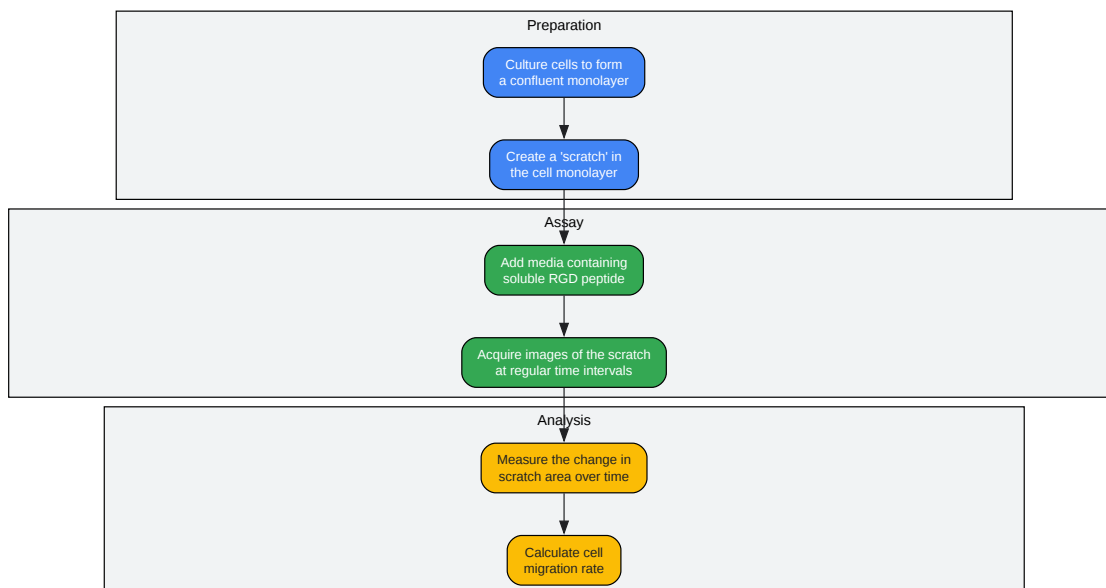 Preparation
Culture cells to form
a confluent monolayer
Create a 'scratch' in
the cell monolayer
Assay
Add media containing
soluble RGD peptide
Acquire images of the scratch
at regular time intervals
Analysis
Measure the change in
scratch area over time
Calculate cell
migration rate